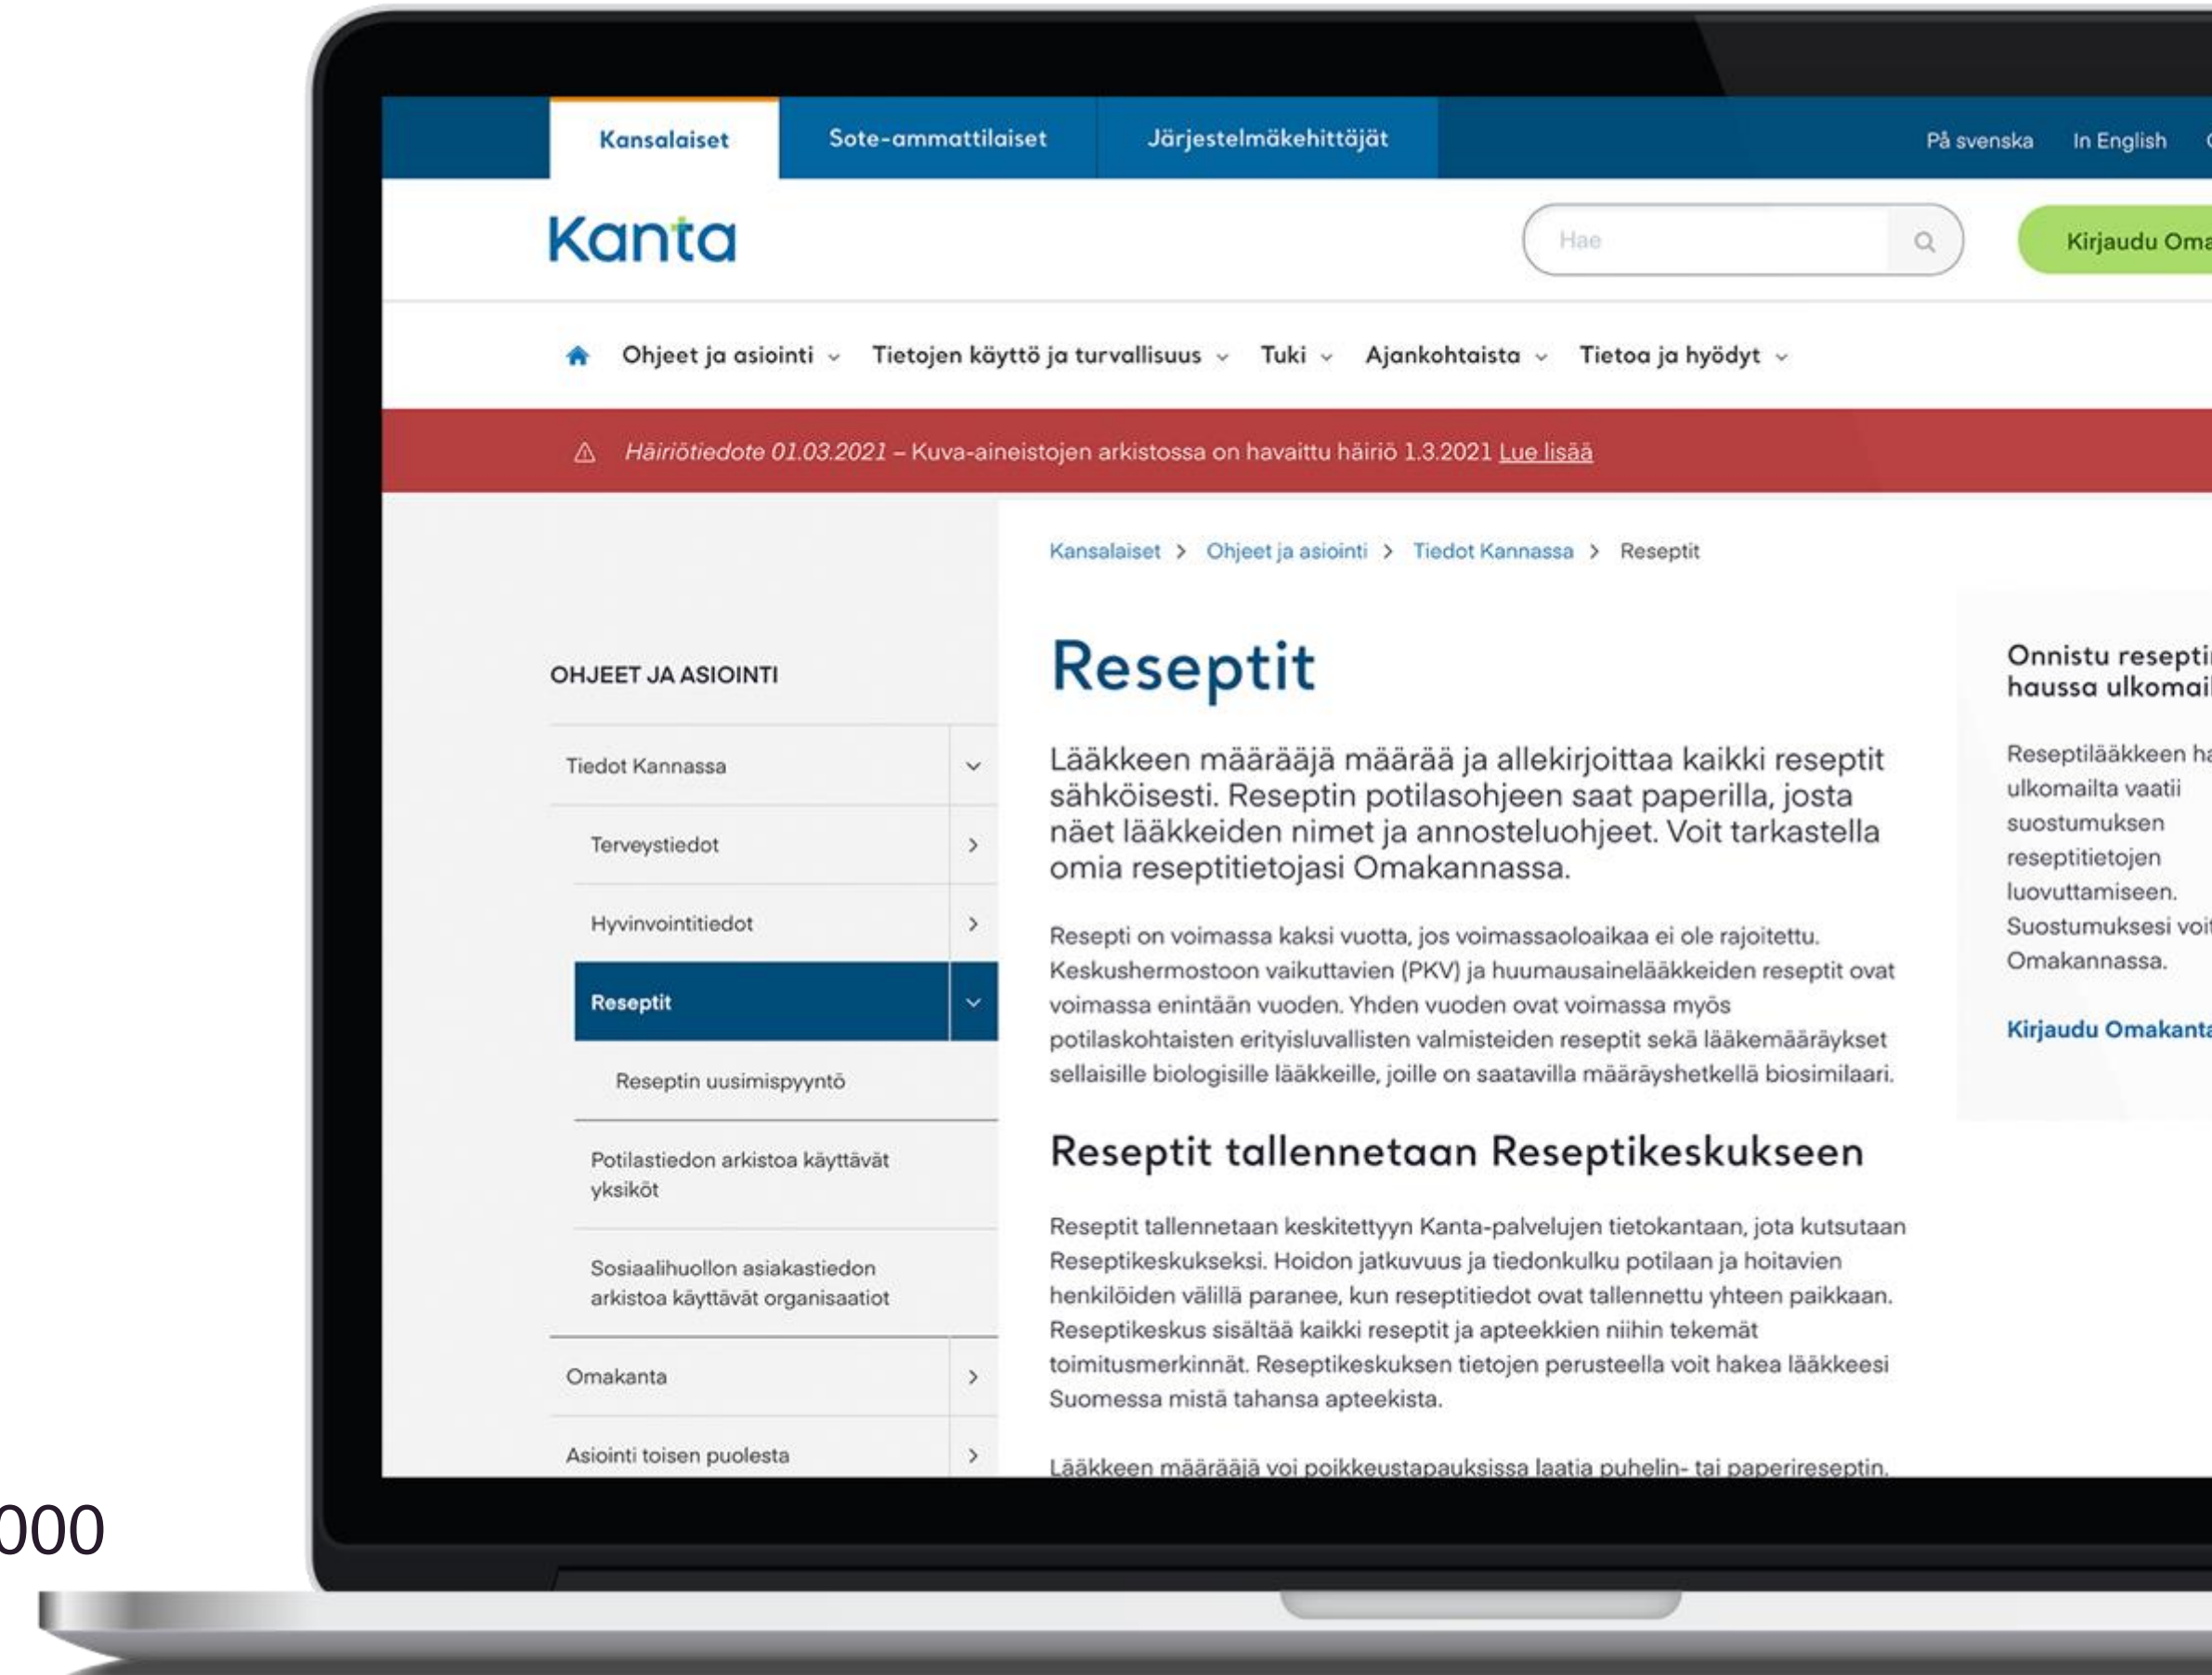 Kansalaiset
Sote-ammattilaiset
Järjestelmäkehittäjät
På svenska
In English
Kanta
Hae
Kirjaudu
Ohjeet ja asiointi
Tietojen käyttö ja turvallisuus
Tuki
Ajankohtaista
Tietoa ja hyödyt
Häiriötiedote 01.03.2021 – Kuva-aineistojen arkistossa on havaittu häiriö 1.3.2021 Lue lisää
Kansalaiset > Ohjeet ja asiointi > Tiedot Kannassa > Reseptit
OHJEET JA ASIOINTI
Tiedot Kannassa
Terveystiedot
Hyvinvointitiedot
Reseptit
Reseptin uusimispyyntö
Potilastiedon arkistoa käyttävät
yksiköt
Sosiaalihuollon asiakastiedon
arkistoa käyttävät organisaatiot
Omakanta
Asiointi toisen puolesta
Reseptit
Lääkkeen määrääjä määrää ja allekirjoittaa kaikki reseptit
sähköisesti. Reseptin potilasohjeen saat paperilla, josta
näet lääkkeiden nimet ja annosteluohjeet. Voit tarkastella
omia reseptitietojasi Omakannassa.
Resepti on voimassa kaksi vuotta, jos voimassaoloaikaa ei ole rajoitettu.
Keskushermostoon vaikuttavien (PKV) ja huumausainelääkkeiden reseptit ovat
voimassa enintään vuoden. Yhden vuoden ovat voimassa myös
potilaskohtaisten erityisluvallisten valmisteiden reseptit sekä lääkemääräykset
sellaisille biologisille lääkkeille, joille on saatavilla määräyshetkellä biosimilaari.
Reseptit tallennetaan Reseptikeskukseen
Reseptit tallennetaan keskitettyyn Kanta-palvelujen tietokantaan, jota kutsutaan
Reseptikeskukseksi. Hoidon jatkuvuus ja tiedonkulku potilaan ja hoitavien
henkilöiden välillä paranee, kun reseptitiedot ovat tallennettu yhteen paikkaan.
Reseptikeskus sisältää kaikki reseptit ja apteekkien niihin tekemät
toimitusmerkinnät. Reseptikeskuksen tietojen perusteella voit hakea lääkkeesi
Suomessa mistä tahansa apteekista.
Lääkkeen määrääjä voi poikkeustapauksissa laatia puhelin- tai paperireseptin.
Onnistu
haussa
Reseptilääkkeen
ulkomailta vaatii
suostumuksen
reseptitietojen
luovuttamiseen.
Suostumuksesi
Omakannassa.
Kirjaudu
000